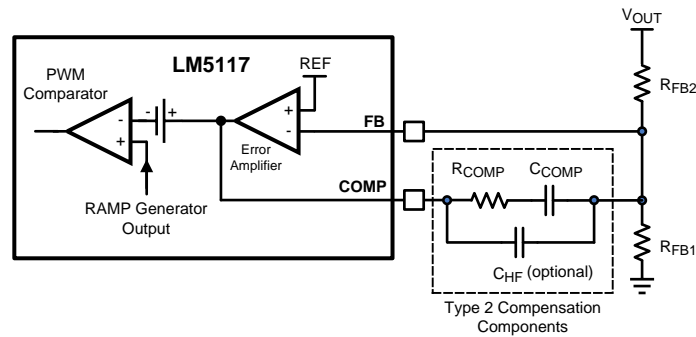 VOUT
LM5117
REF
PWM
Comparator
RFB2
-
+
+
-
-
+
Error
Amplifier
FB
RCOMP
CCOMP
COMP
RAMP Generator
Output
RFB1
CHF (optional)
Type 2 Compensation
Components